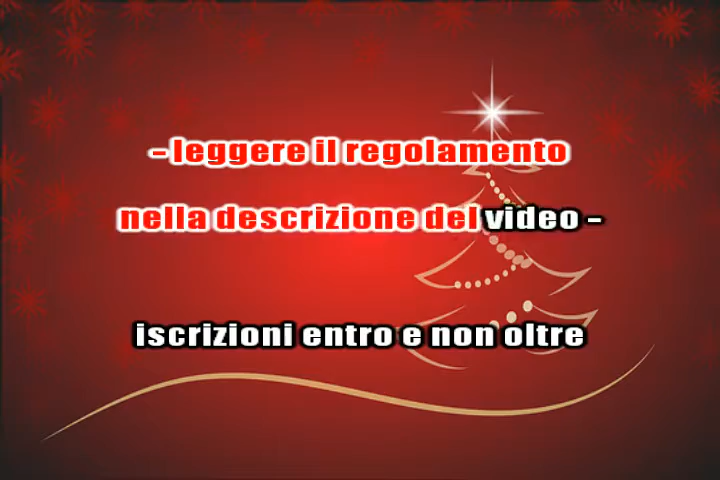 - leggere il regolamento
nella descrizione del video -
iscrizioni entro e non oltre